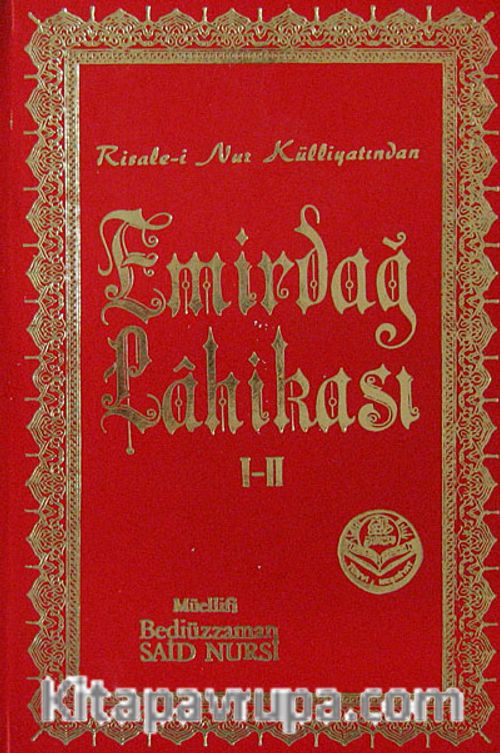 Risale-i Nur Külliyatından
Emirdağ
Lâhikası
I-II
Müellifi
Bediüzzaman
SAİD NURSİ
Kitapavrupa.com